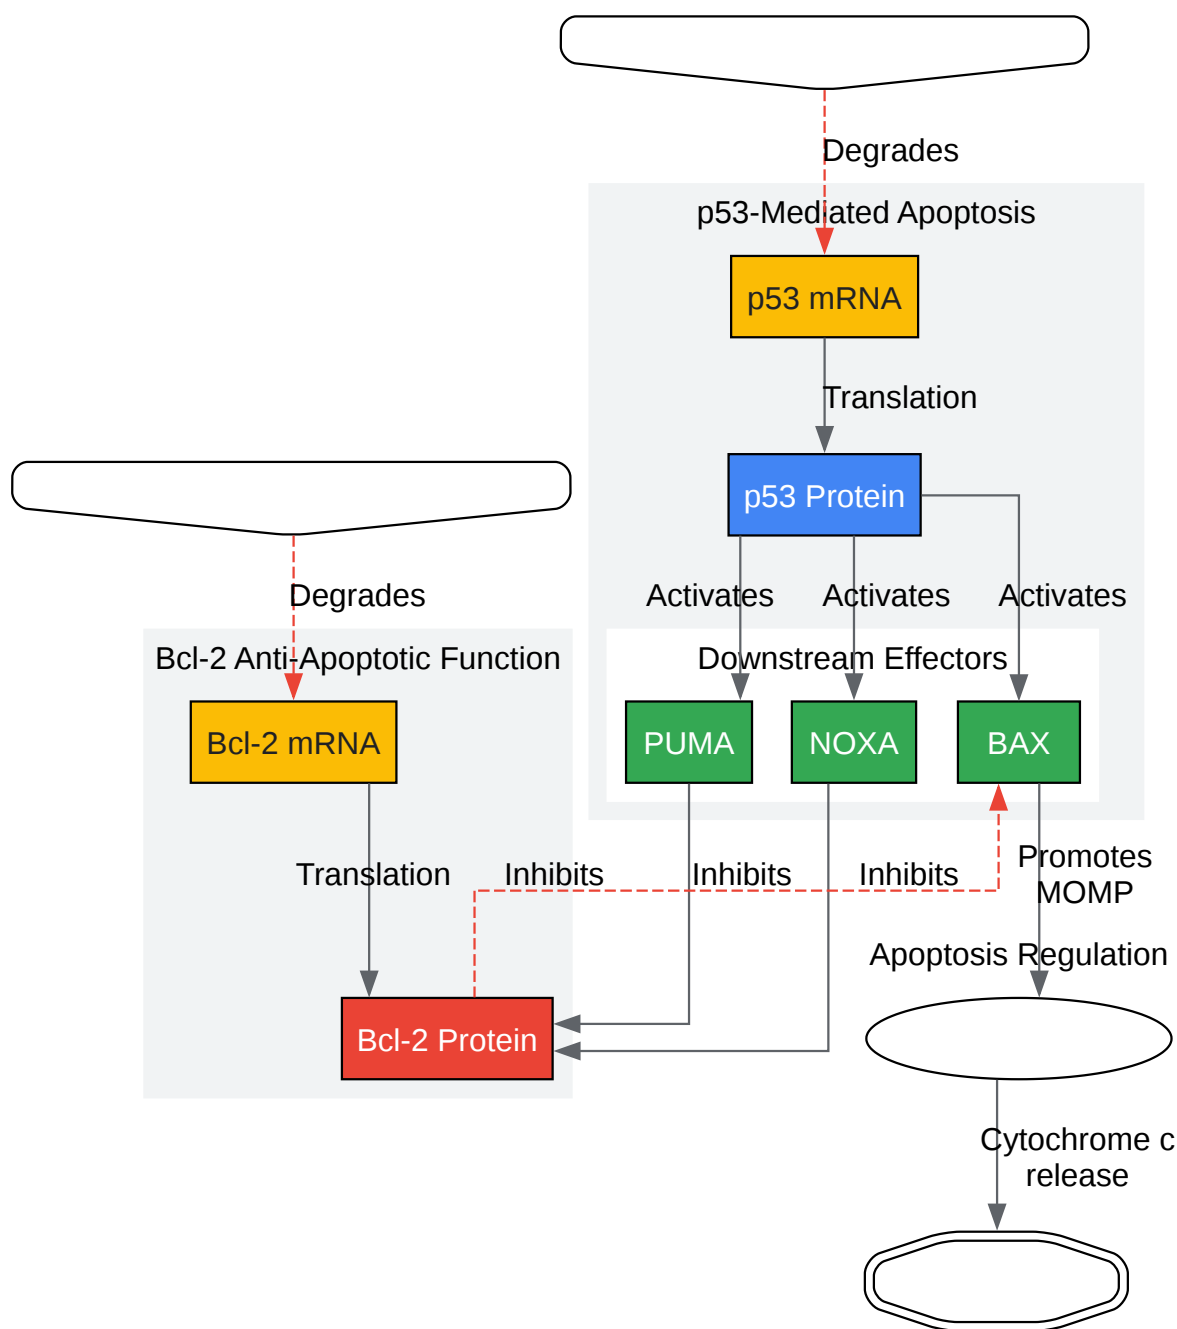 Degrades
p53-Mediated Apoptosis
p53 mRNA
Translation
p53 Protein
Degrades
Activates
Activates
Activates
Bcl-2 Anti-Apoptotic Function
Downstream Effectors
Bcl-2 mRNA
PUMA
NOXA
BAX
Translation
Inhibits
Inhibits
Inhibits
Promotes
MOMP
Apoptosis Regulation
Bcl-2 Protein
Cytochrome c
release